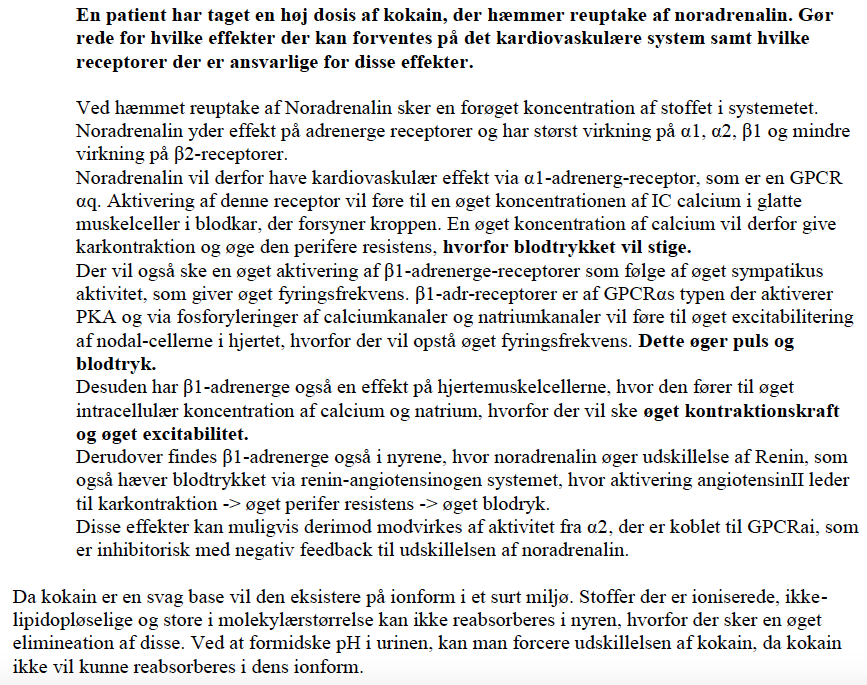 En patient har taget en høj dosis af kokain, der hæmmer reuptake af noradrenalin. Gør
rede for hvilke effekter der kan forventes på det kardiovaskulære system samt hvilke
receptorer der er ansvarlige for disse effekter.
Ved hæmmet reuptake af Noradrenalin sker en forøget koncentration af stoffet i systemetet.
Noradrenalin yder effekt på adrenerge receptorer og har størst virkning på α1, α2, β1 og mindre
virkning på β2-receptorer.
Noradrenalin vil derfor have kardiovaskulær effekt via α1-adrenerg-receptor, som er en GPCR
αq. Aktivering af denne receptor vil føre til en øget koncentrationen af IC calcium i glatte
muskelceller i blodkar, der forsyner kroppen. En øget koncentration af calcium vil derfor give
karkontraktion og øge den perifere resistens, hvorfor blodtrykket vil stige.
Der vil også ske en øget aktivering af β1-adrenerge-receptorer som følge af øget sympatikus
aktivitet, som giver øget fyringsfrekvens. β1-adr-receptorer er af GPCRαs typen der aktiverer
PKA og via fosforyleringer af calciumkanaler og natriumkanaler vil føre til øget excitabilitering
af nodal-cellerne i hjertet, hvorfor der vil opstå øget fyringsfrekvens. Dette øger puls og
blodtryk.
Desuden har β1-adrenerge også en effekt på hjertemuskelcellerne, hvor den fører til øget
intracellulær koncentration af calcium og natrium, hvorfor der vil ske øget kontraktionskraft
og øget excitabilitet.
Derudover findes β1-adrenerge også i nyrene, hvor noradrenalin øger udskillelse af Renin, som
også hæver blodtrykket via renin-angiotensinogen systemet, hvor aktivering angiotensinII leder
til karkontraktion -> øget perifer resistens -> øget blodryk.
Disse effekter kan muligvis derimod modvirkes af aktivitet fra α2, der er koblet til GPCRai, som
er inhibitorisk med negativ feedback til udskillelsen af noradrenalin.
Da kokain er en svag base vil den eksistere på ionform i et surt miljø. Stoffer der er ioniserede, ikke-
lipidopløselige og store i molekylærstørrelse kan ikke reabsorberes i nyren, hvorfor der sker en øget
elimineation af disse. Ved at formidske pH i urinen, kan man forcere udskillelsen af kokain, da kokain
ikke vil kunne reabsorberes i dens ionform.